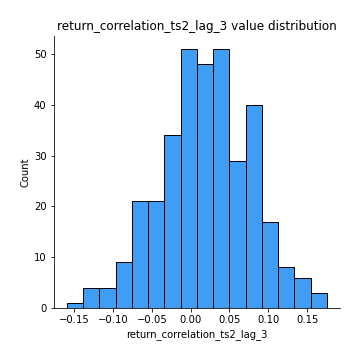 return_correlation_ts2_lag_3 value distribution
50
40
30
20
10
0
Count
−0.15 −0.10 −0.05 0.00 0.05 0.10 0.15
return_correlation_ts2_lag_3